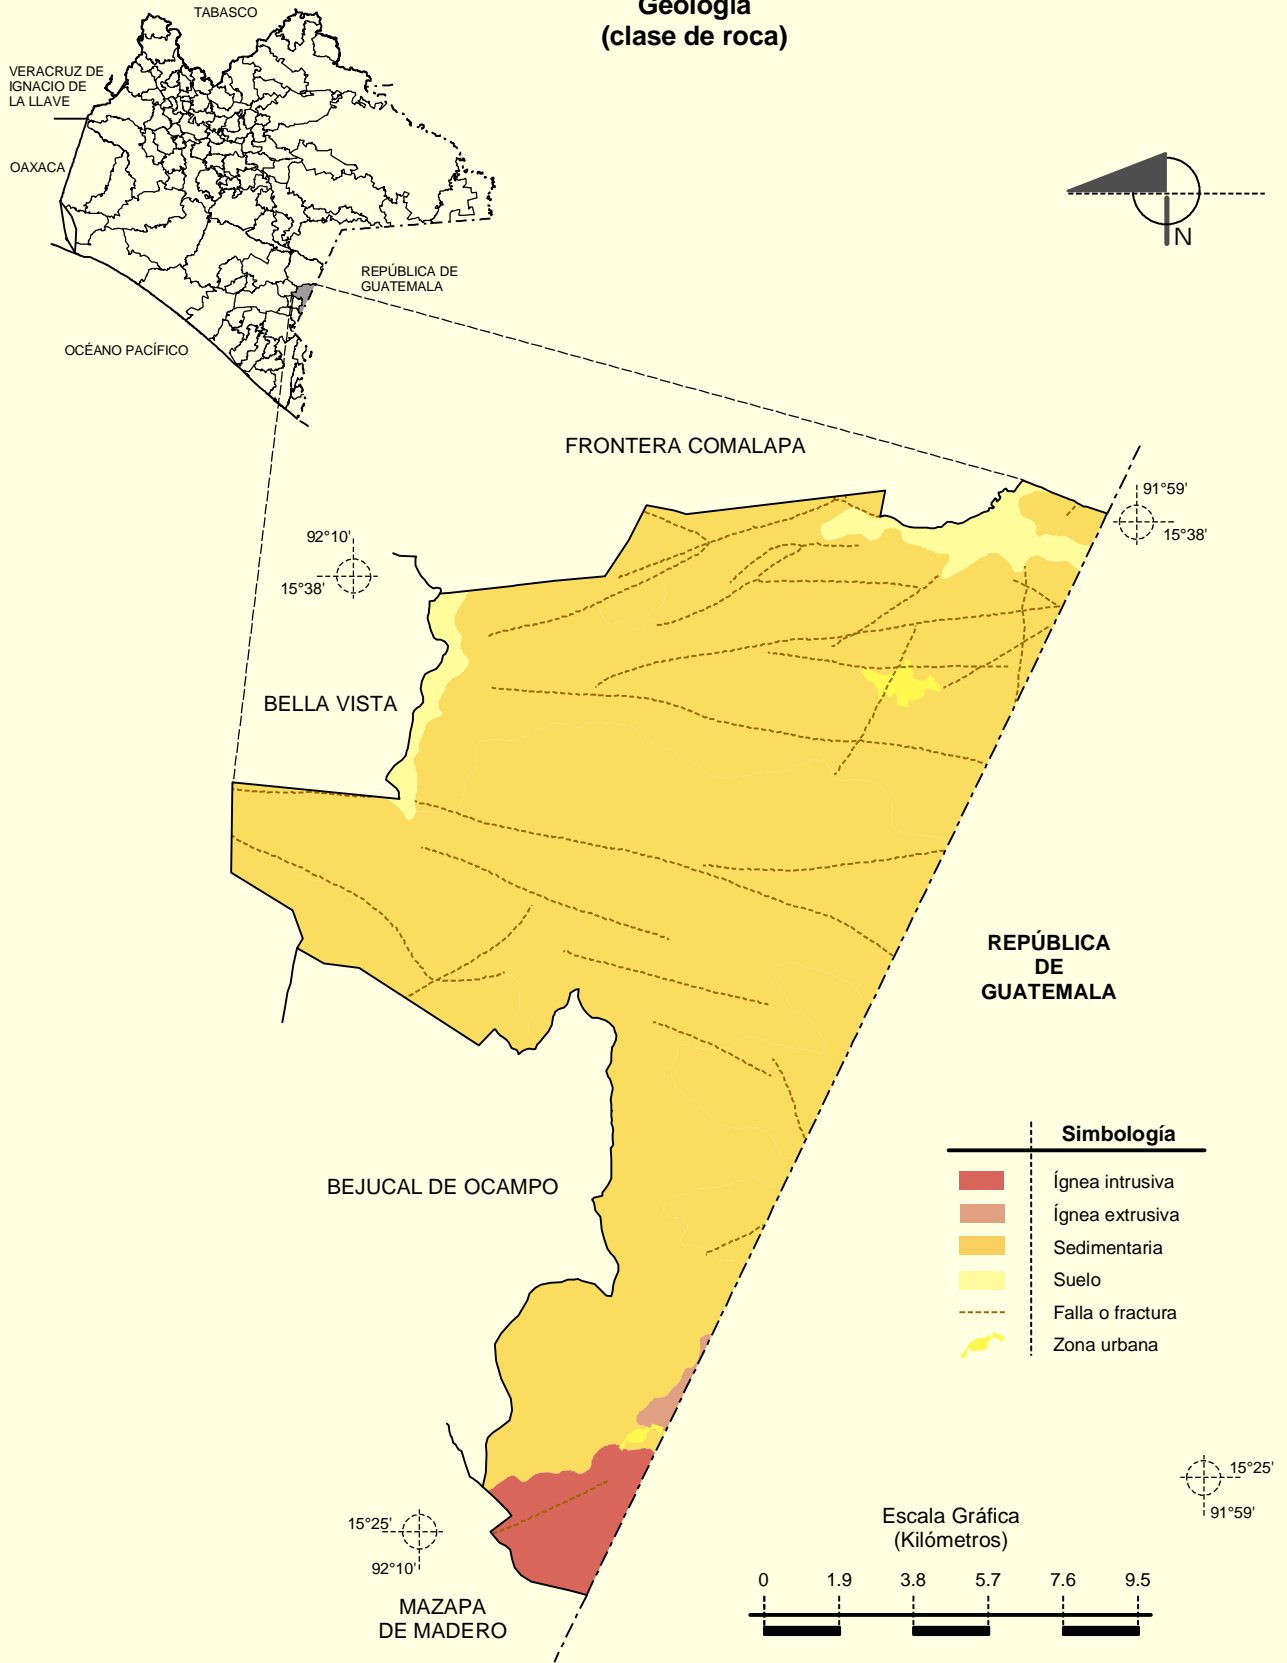 Geología
(clase de roca)
TABASCO
VERACRUZ DE
IGNACIO DE
LA LLAVE
OAXACA
REPÚBLICA DE
GUATEMALA
OCÉANO PACÍFICO
N
FRONTERA COMALAPA
91°59'
15°38'
92°10'
15°38'
BELLA VISTA
REPÚBLICA
DE
GUATEMALA
BEJUCAL DE OCAMPO
Simbología
Ígnea intrusiva
Ígnea extrusiva
Sedimentaria
Suelo
Falla o fractura
Zona urbana
15°25'
91°59'
15°25'
92°10'
MAZAPA
DE MADERO
Escala Gráfica
(Kilómetros)
0 1.9 3.8 5.7 7.6 9.5